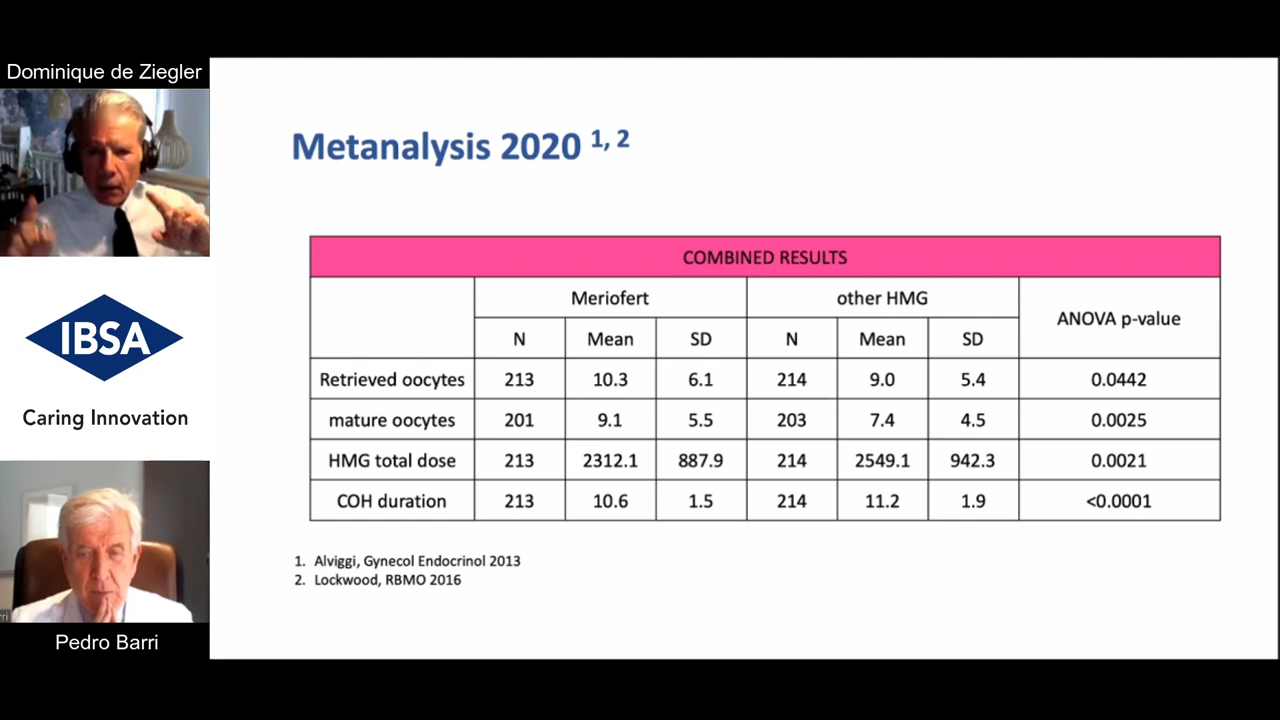 Dominique de Ziegler
IBSA
Caring Innovation
Pedro Barri
Metanalysis 2020 1, 2
COMBINED RESULTS
Meriofert other HMG ANOVA p-value
N Mean SD N Mean SD
Retrieved oocytes 213 10.3 6.1 214 9.0 5.4 0.0442
mature oocytes 201 9.1 5.5 203 7.4 4.5 0.0025
HMG total dose 213 2312.1 887.9 214 2549.1 942.3 0.0021
COH duration 213 10.6 1.5 214 11.2 1.9 <0.0001
1. Alviggi, Gynecol Endocrinol 2013
2. Lockwood, RBMO 2016